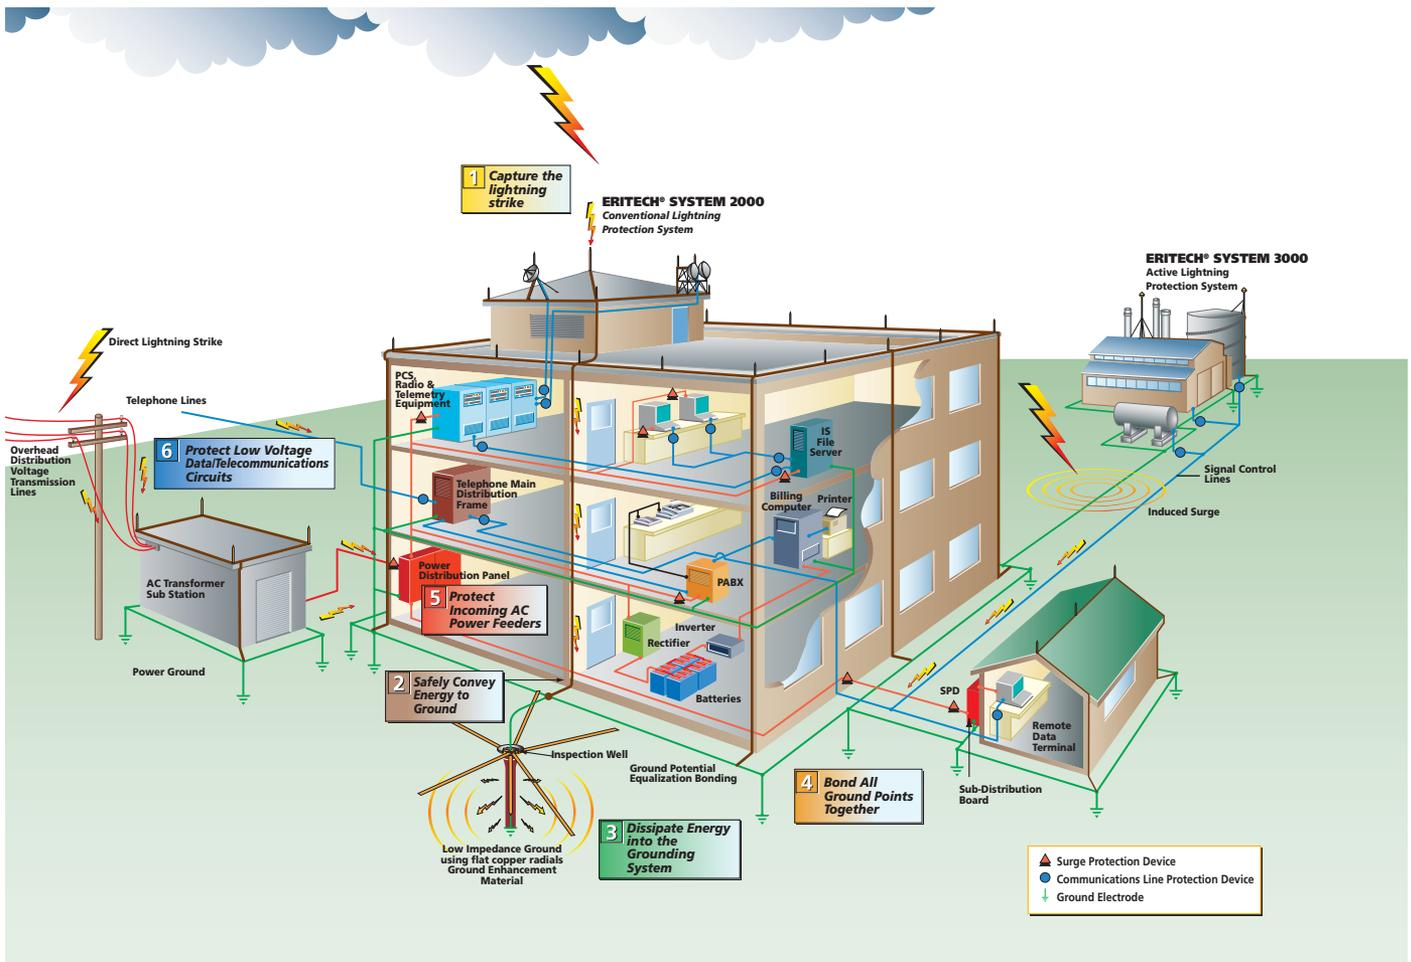 1 Capture the
lightning
strike
ERITECH® SYSTEM 2000
Conventional Lightning
Protection System
ERITECH® SYSTEM 3000
Active Lightning
Protection System
Direct Lightning Strike
Telephone Lines
Overhead
Distribution
Voltage
Transmission
Lines
6 Protect Low Voltage
Data/Telecommunications
Circuits
PCS,
Radio &
Telemetry
Equipment
IS
File
Server
Telephone Main
Distribution
Frame
Billing
Computer
Printer
Signal Control
Lines
Induced Surge
AC Transformer
Sub Station
Power
Distribution Panel
PABX
5 Protect
Incoming AC
Power Feeders
Inverter
Rectifier
Batteries
Power Ground
2 Safely Convey
Energy to
Ground
SPD
Remote
Data
Terminal
Inspection Well
Ground Potential
Equalization Bonding
4 Bond All
Ground Points
Together
Sub-Distribution
Board
3 Dissipate Energy
into the
Grounding
System
Low Impedance Ground
using flat copper radials
Ground Enhancement
Material
Surge Protection Device
Communications Line Protection Device
Ground Electrode